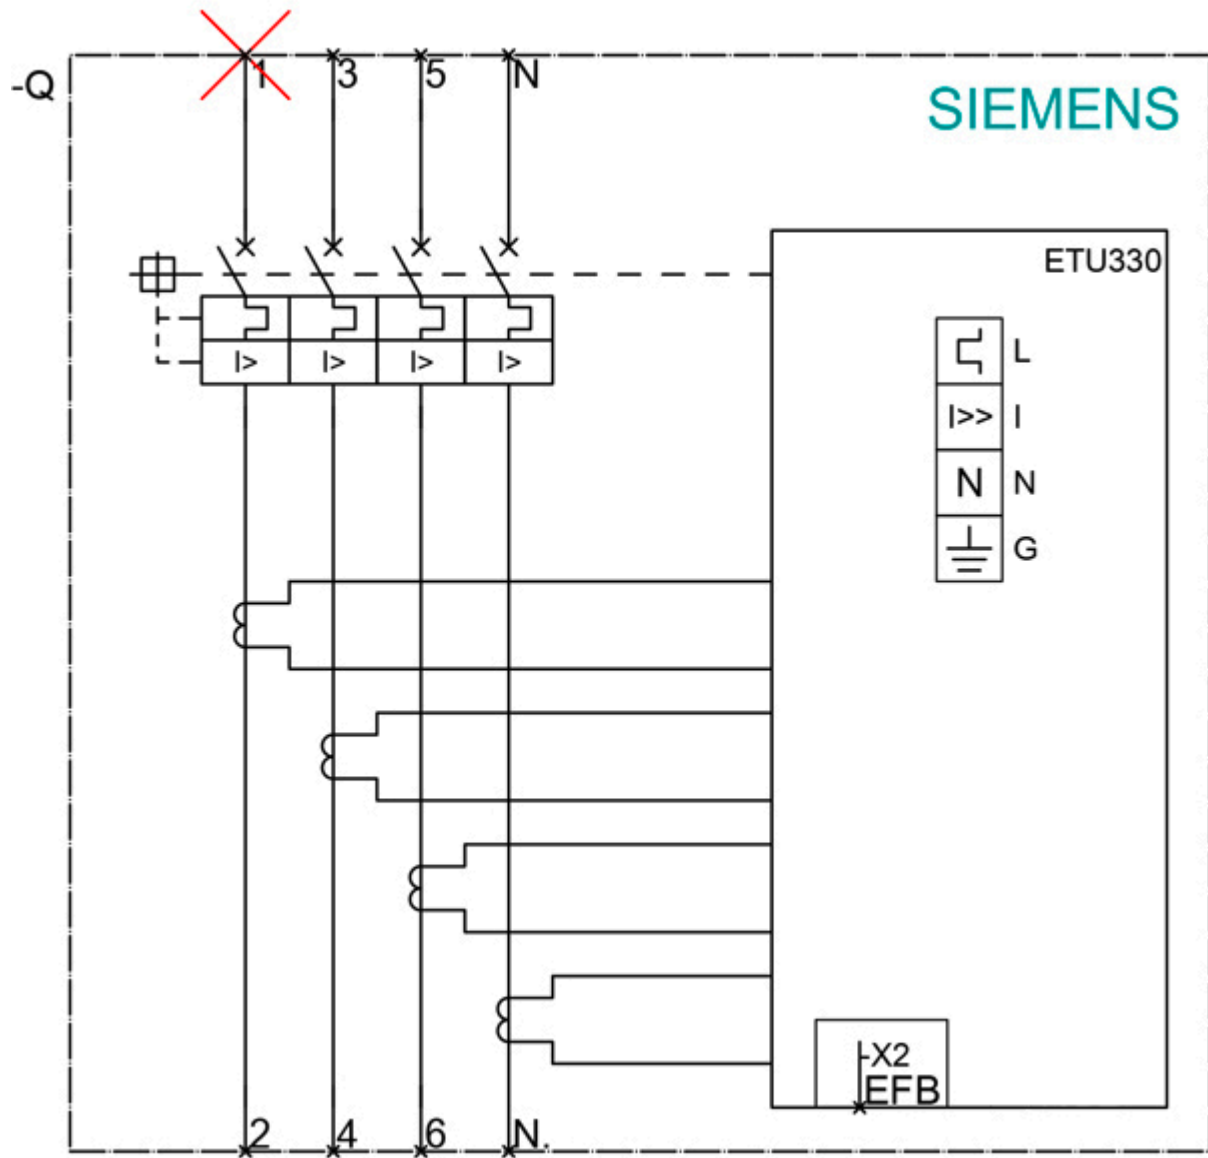 1 3 5 N
-Q
SIEMENS
ETU330
L
I> I> I> I>
I>> I
N N
G
-X2
EFB
2 4 6 N.